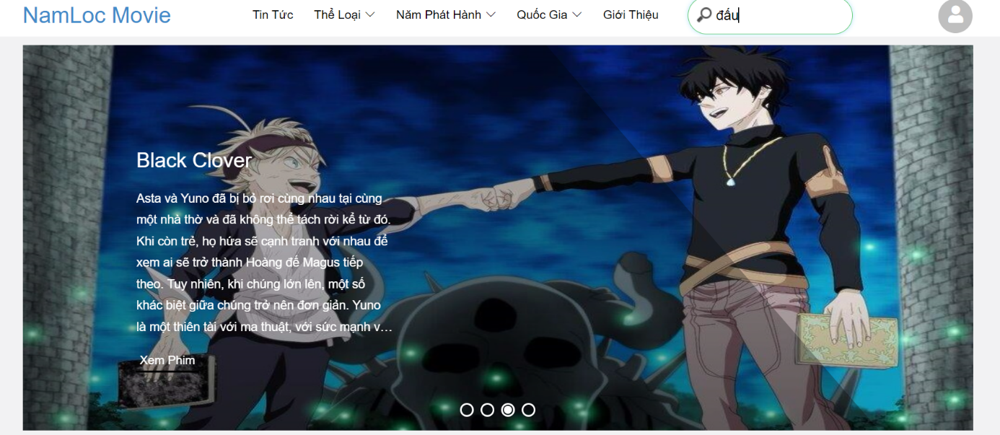 NamLoc Movie
Tin Tức Thể Loại Năm Phát Hành Quốc Gia Giới Thiệu đấu
Black Clover
Asta và Yuno đã bị bỏ rơi cùng nhau tại cùng
một nhà thờ và đã không thể tách rời kể từ đó.
Khi còn trẻ, họ hứa sẽ cạnh tranh với nhau để
xem ai sẽ trở thành Hoàng đế Magus tiếp
theo. Tuy nhiên, khi chúng lớn lên, một số
khác biệt giữa chúng trở nên đơn giản. Yuno
là một thiên tài với ma thuật, với sức mạnh v…
Xem Phim